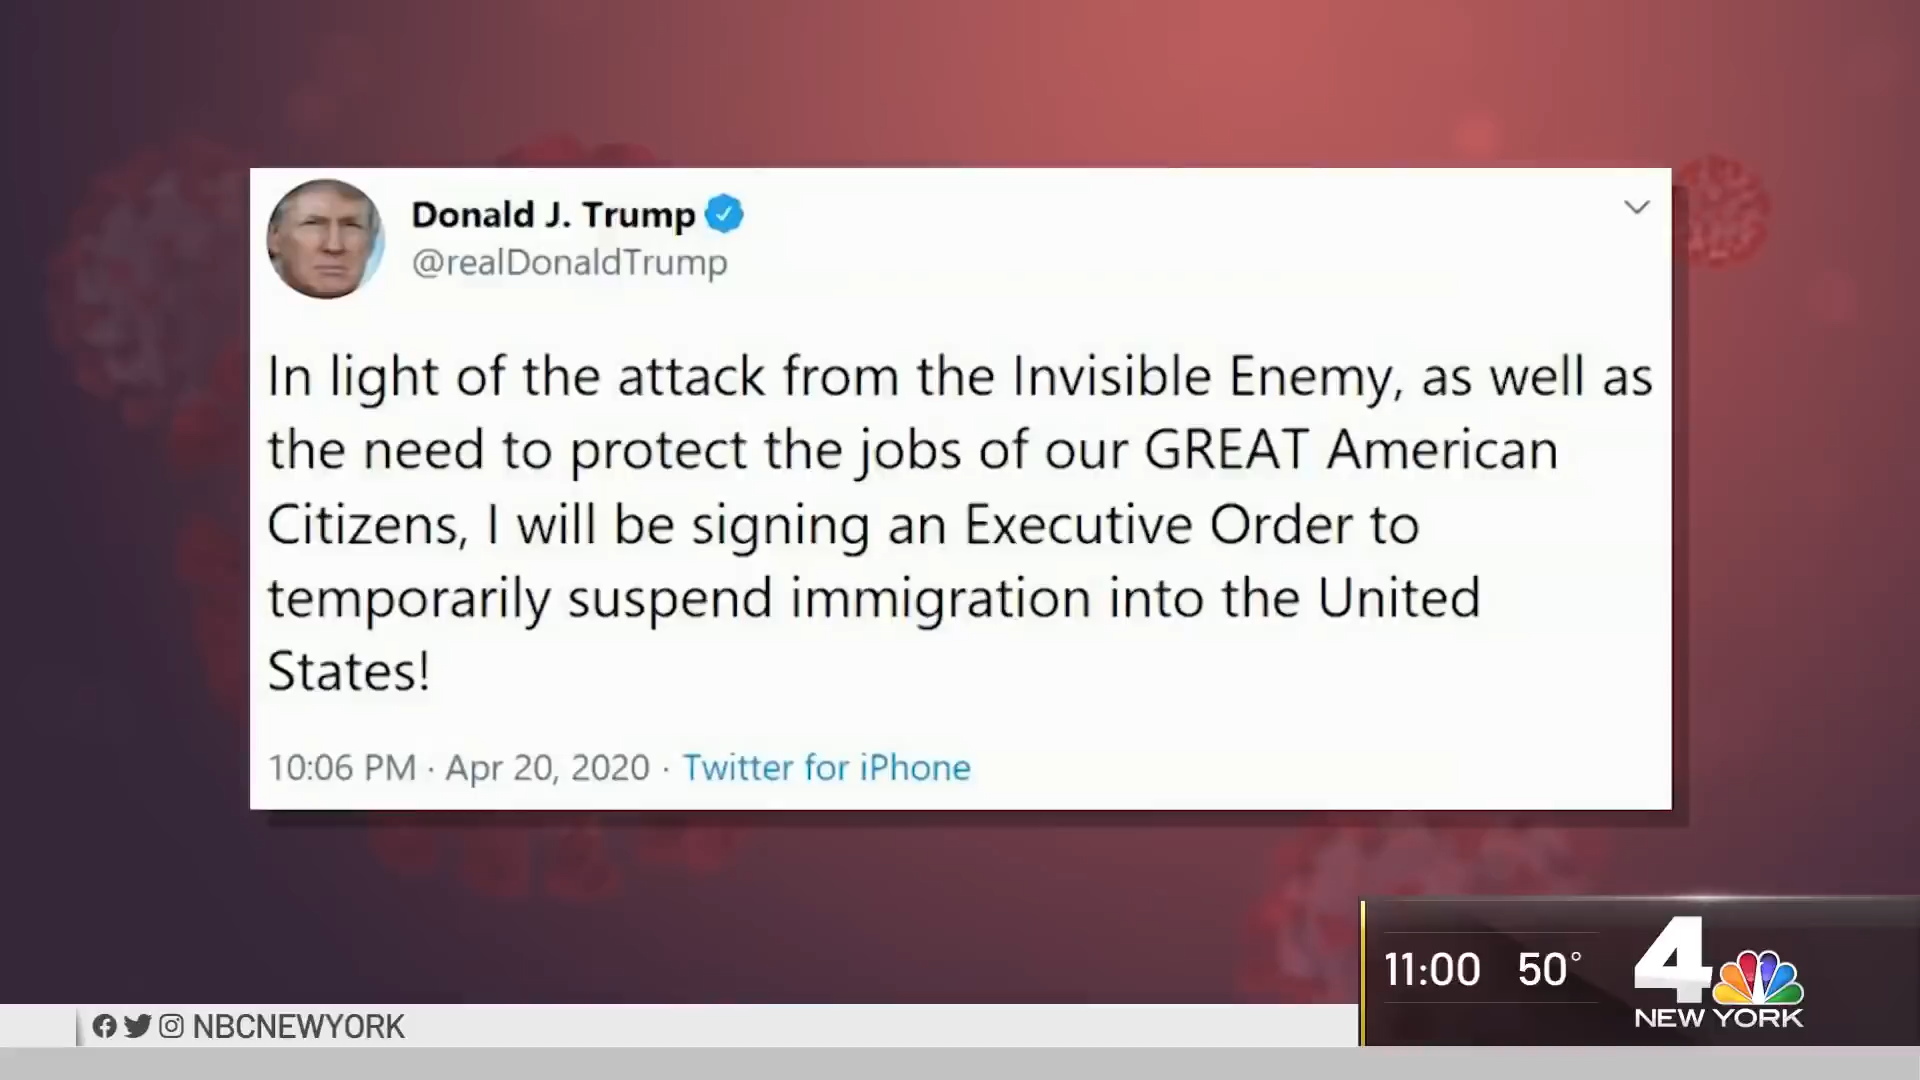 Donald J. Trump
@realDonaldTrump
In light of the attack from the Invisible Enemy, as well as
the need to protect the jobs of our GREAT American
Citizens, I will be signing an Executive Order to
temporarily suspend immigration into the United
States!
10:06 PM · Apr 20, 2020 · Twitter for iPhone
11:00 50°
4
NEW YORK
NBCNEWYORK